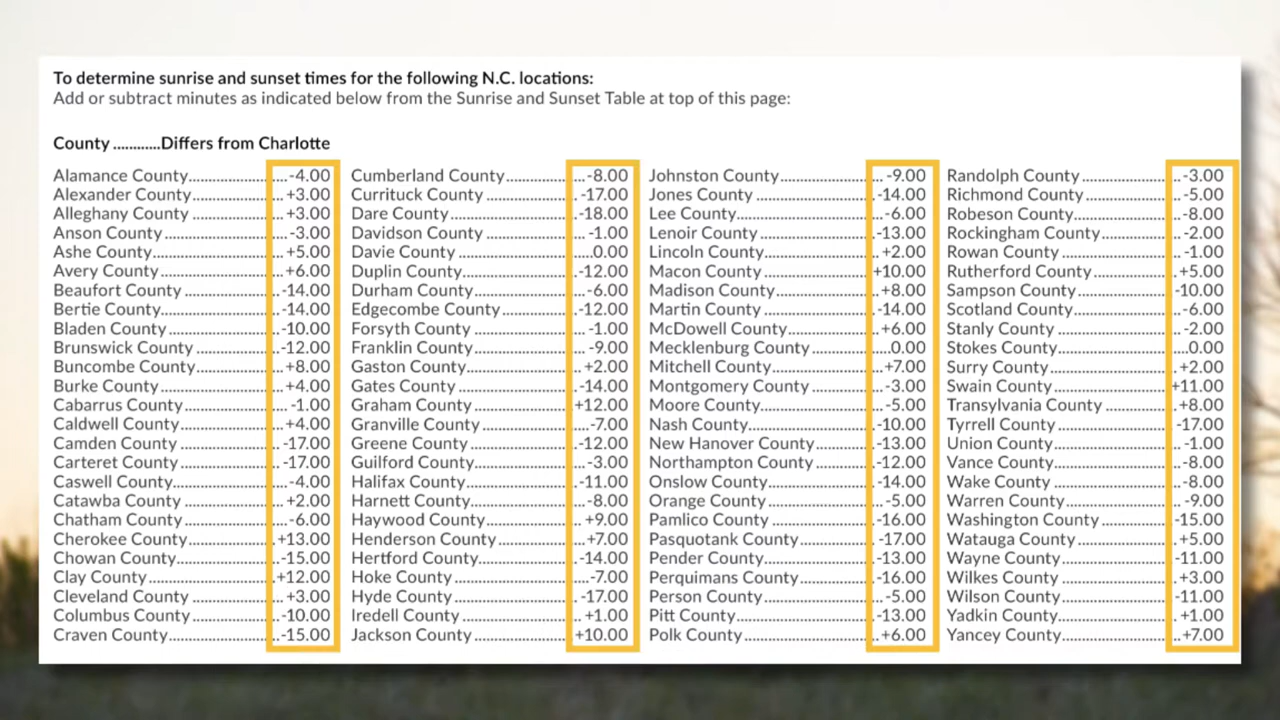 To determine sunrise and sunset times for the following N.C. locations:
Add or subtract minutes as indicated below from the Sunrise and Sunset Table at top of this page:
County ............Differs from Charlotte
Alamance County -4.00
Alexander County +3.00
Alleghany County +3.00
Anson County -3.00
Ashe County +5.00
Avery County +6.00
Beaufort County -14.00
Bertie County -14.00
Bladen County -10.00
Brunswick County -12.00
Buncombe County +8.00
Burke County +4.00
Cabarrus County -1.00
Caldwell County +4.00
Camden County -17.00
Carteret County -17.00
Caswell County -4.00
Catawba County +2.00
Chatham County -6.00
Cherokee County +13.00
Chowan County -15.00
Clay County +12.00
Cleveland County +3.00
Columbus County -10.00
Craven County -15.00
Cumberland County -8.00
Currituck County -17.00
Dare County -18.00
Davidson County -1.00
Davie County 0.00
Duplin County -12.00
Durham County -6.00
Edgecombe County -12.00
Forsyth County -1.00
Franklin County -9.00
Gaston County +2.00
Gates County -14.00
Graham County +12.00
Granville County -7.00
Greene County -12.00
Guilford County -3.00
Halifax County -11.00
Harnett County -8.00
Haywood County +9.00
Henderson County +7.00
Hertford County -14.00
Hoke County -7.00
Hyde County -17.00
Iredell County +1.00
Jackson County +10.00
Johnston County -9.00
Jones County -14.00
Lee County -6.00
Lenoir County -13.00
Lincoln County +2.00
Macon County +10.00
Madison County +8.00
Martin County -14.00
McDowell County +6.00
Mecklenburg County 0.00
Mitchell County +7.00
Montgomery County -3.00
Moore County -5.00
Nash County -10.00
New Hanover County -13.00
Northampton County -12.00
Onslow County -14.00
Orange County -5.00
Pamlico County -16.00
Pasquotank County -17.00
Pender County -13.00
Perquimans County -16.00
Person County -5.00
Pitt County -13.00
Polk County +6.00
Randolph County -3.00
Richmond County -5.00
Robeson County -8.00
Rockingham County -2.00
Rowan County -1.00
Rutherford County +5.00
Sampson County -10.00
Scotland County -6.00
Stanly County -2.00
Stokes County 0.00
Surry County +2.00
Swain County +11.00
Transylvania County +8.00
Tyrrell County -17.00
Union County -1.00
Vance County -8.00
Wake County -8.00
Warren County -9.00
Washington County -15.00
Watauga County +5.00
Wayne County -11.00
Wilkes County +3.00
Wilson County -11.00
Yadkin County +1.00
Yancey County +7.00